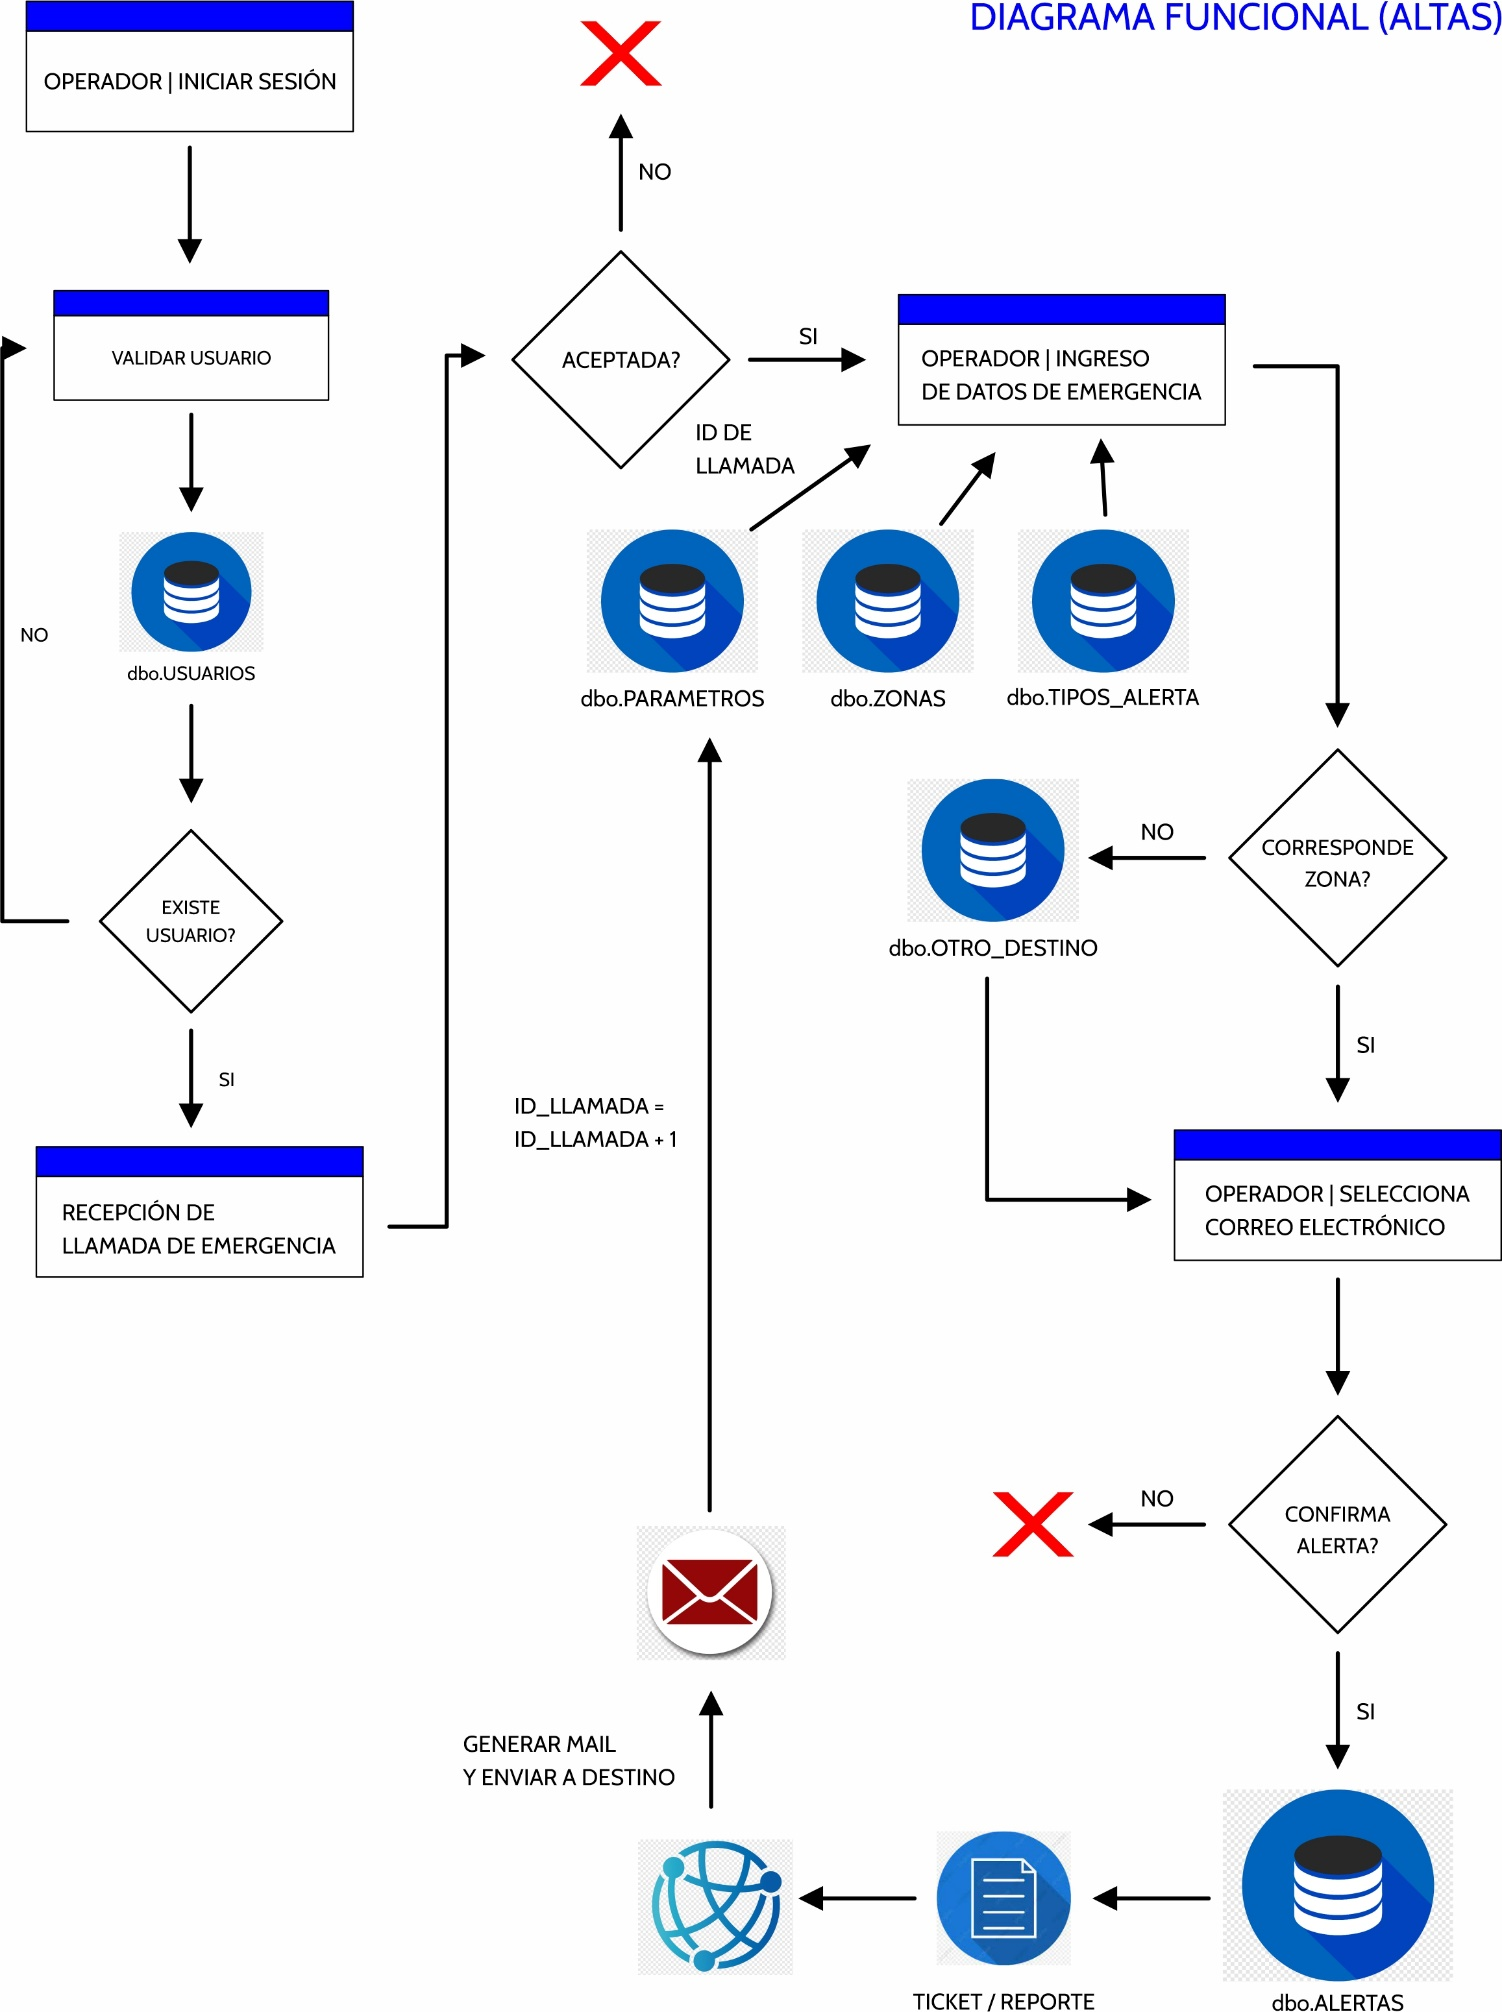 DIAGRAMA FUNCIONAL (ALTAS)
OPERADOR | INICIAR SESIÓN
VALIDAR USUARIO
dbo.USUARIOS
NO
EXISTE
USUARIO?
SI
RECEPCIÓN DE
LLAMADA DE EMERGENCIA
NO
ACEPTADA?
SI
OPERADOR | INGRESO
DE DATOS DE EMERGENCIA
ID DE
LLAMADA
dbo.PARAMETROS
dbo.ZONAS
dbo.TIPOS_ALERTA
CORRESPONDE
ZONA?
NO
dbo.OTRO_DESTINO
SI
OPERADOR | SELECCIONA
CORREO ELECTRÓNICO
CONFIRMA
ALERTA?
NO
SI
dbo.ALERTAS
TICKET / REPORTE
GENERAR MAIL
Y ENVIAR A DESTINO
ID_LLAMADA =
ID_LLAMADA + 1